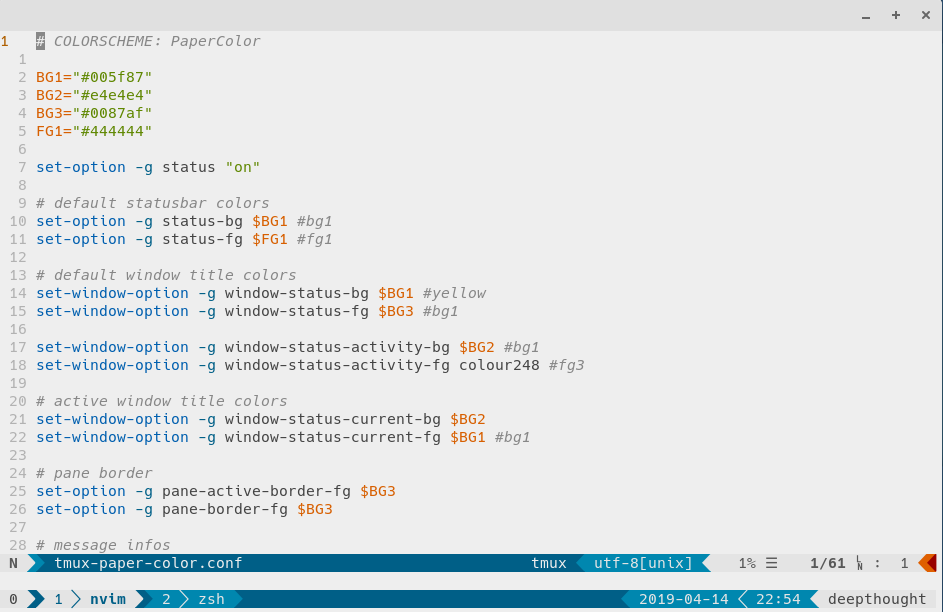 1 # COLORSCHEME: PaperColor
1
2 BG1="#005f87"
3 BG2="#e4e4e4"
4 BG3="#0087af"
5 FG1="#444444"
6
7 set-option -g status "on"
8
9 # default statusbar colors
10 set-option -g status-bg $BG1 #bg1
11 set-option -g status-fg $FG1 #fg1
12
13 # default window title colors
14 set-window-option -g window-status-bg $BG1 #yellow
15 set-window-option -g window-status-fg $BG3 #bg1
16
17 set-window-option -g window-status-activity-bg $BG2 #bg1
18 set-window-option -g window-status-activity-fg colour248 #fg3
19
20 # active window title colors
21 set-window-option -g window-status-current-bg $BG2
22 set-window-option -g window-status-current-fg $BG1 #bg1
23
24 # pane border
25 set-option -g pane-active-border-fg $BG3
26 set-option -g pane-border-fg $BG3
27
28 # message infos
N tmux-paper-color.conf tmux utf-8[unix] 1% ☰ 1/61 ㏑ : 1
0 1 nvim 2 zsh 2019-04-14 22:54 deepthought